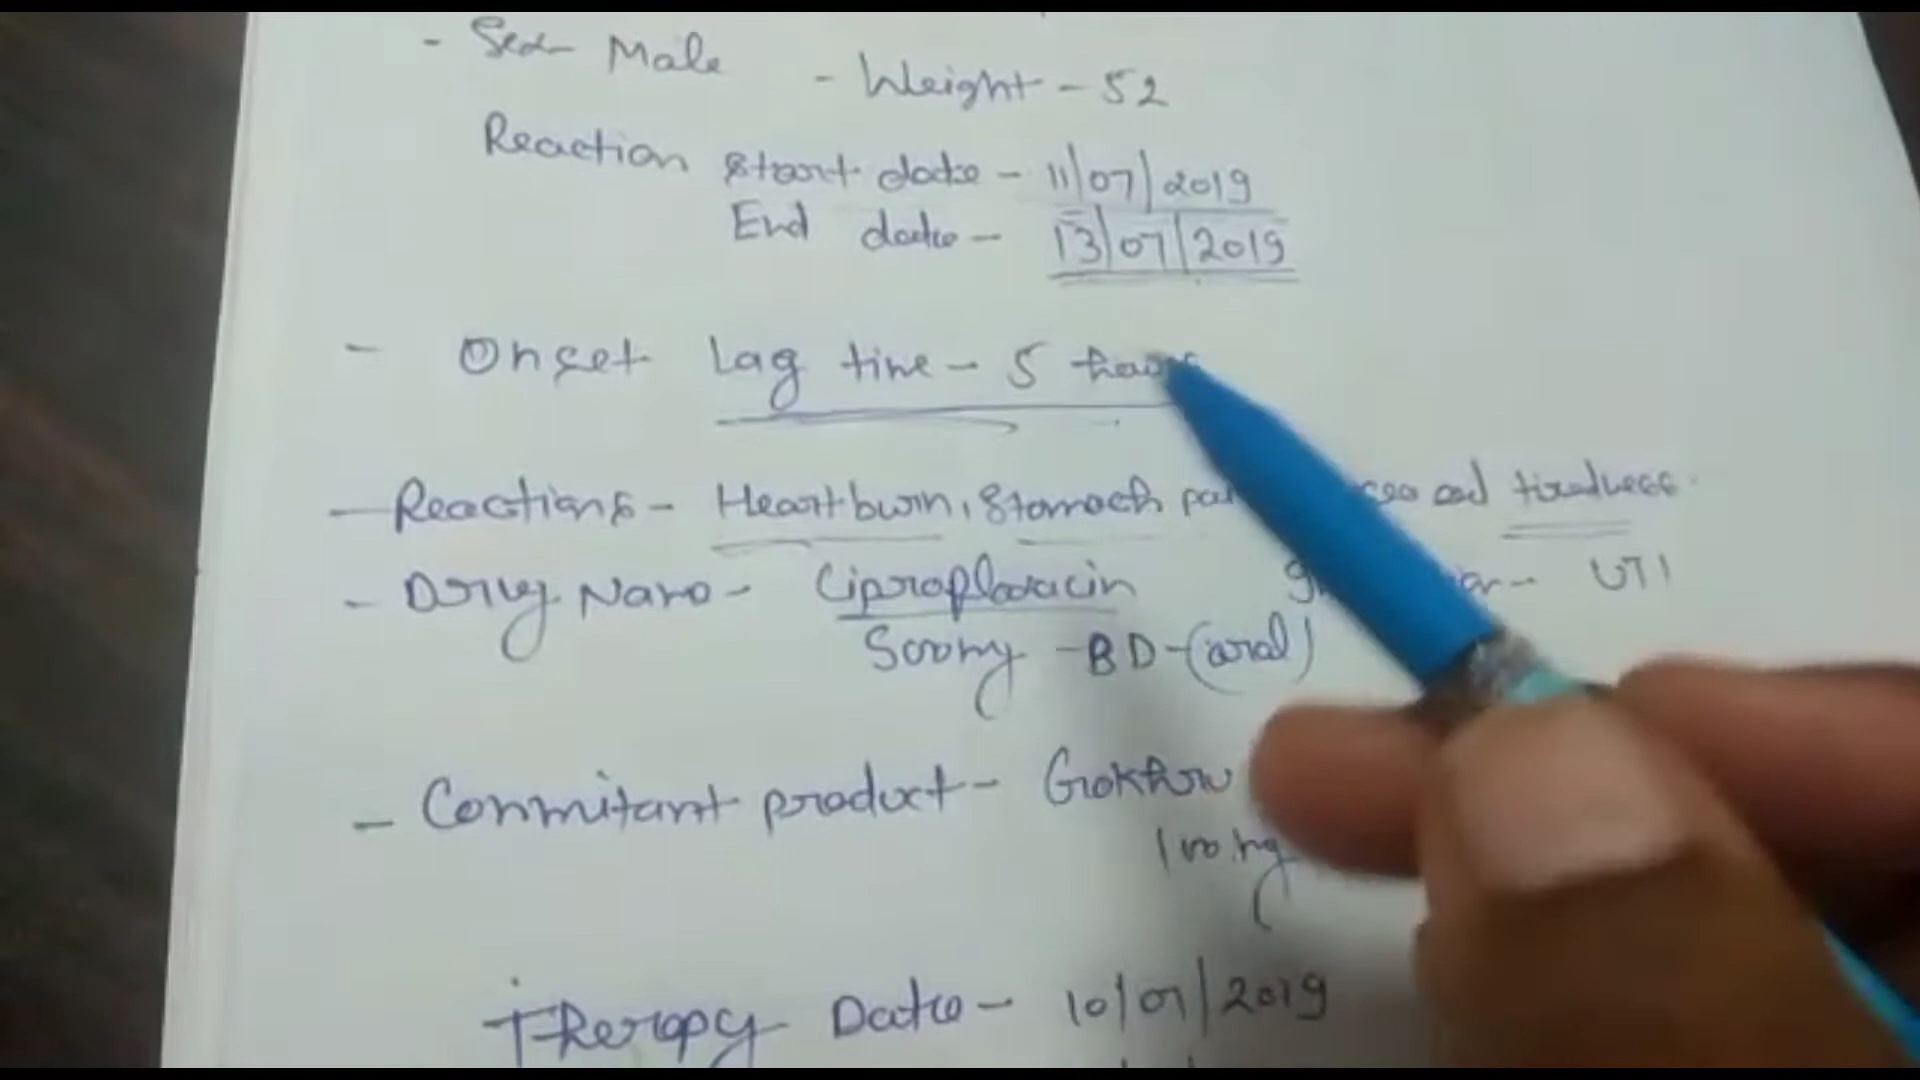 - Sex Male - Weight - 52
Reaction start date - 11/07/2019
End date - 13/07/2019
- Onset Lag time - 5 hours
- Reactions - Heartburn, Stomach and tiredness.
- Drug Name - Ciprofloxacin UTI
500mg - BD - (oral)
- Conmitant product - Gokhru
100mg
Therapy Date - 10/07/2019